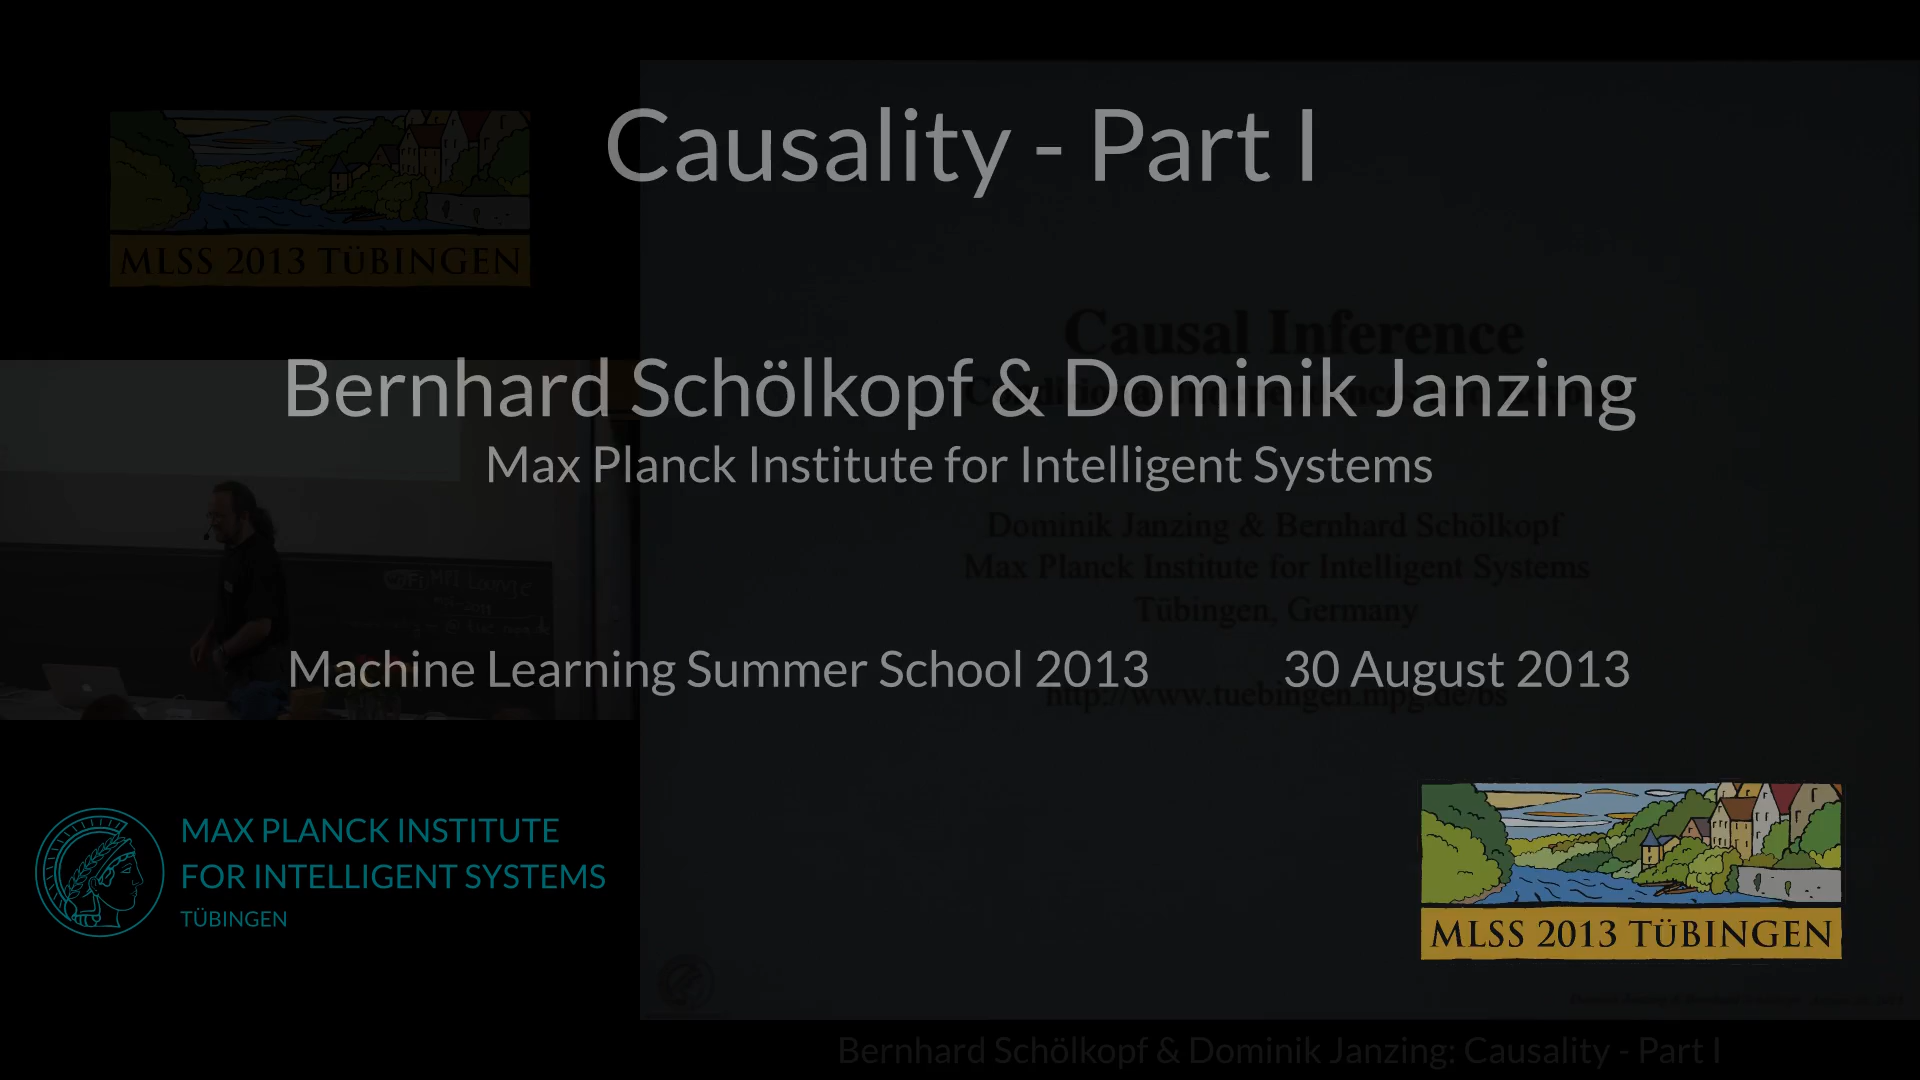 Causality - Part I
MLSS 2013 TÜBINGEN
Causal Inference
Bernhard Schölkopf & Dominik Janzing
Max Planck Institute for Intelligent Systems
Dominik Janzing & Bernhard Schölkopf
Max Planck Institute for Intelligent Systems
Tübingen, Germany
MPI Lounge
Machine Learning Summer School 2013 30 August 2013
http://www.tuebingen.mpg.de/bs
MAX PLANCK INSTITUTE
FOR INTELLIGENT SYSTEMS
TÜBINGEN
MLSS 2013 TÜBINGEN
Bernhard Schölkopf & Dominik Janzing: Causality - Part I